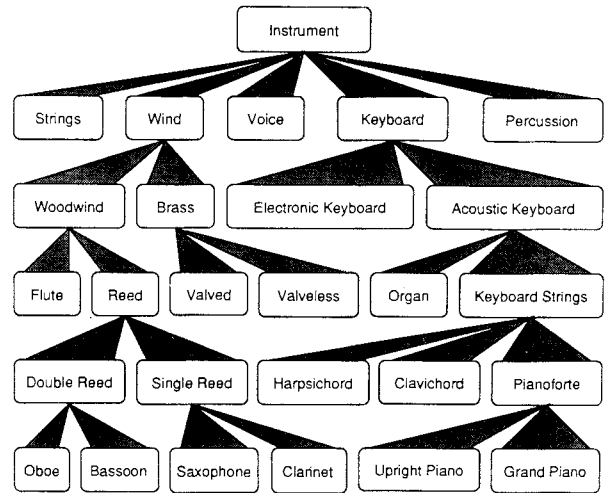 Instrument
Strings
Wind
Voice
Keyboard
Percussion
Woodwind
Brass
Electronic Keyboard
Acoustic Keyboard
Flute
Reed
Valved
Valveless
Organ
Keyboard Strings
Double Reed
Single Reed
Harpsichord
Clavichord
Pianoforte
Oboe
Bassoon
Saxophone
Clarinet
Upright Piano
Grand Piano